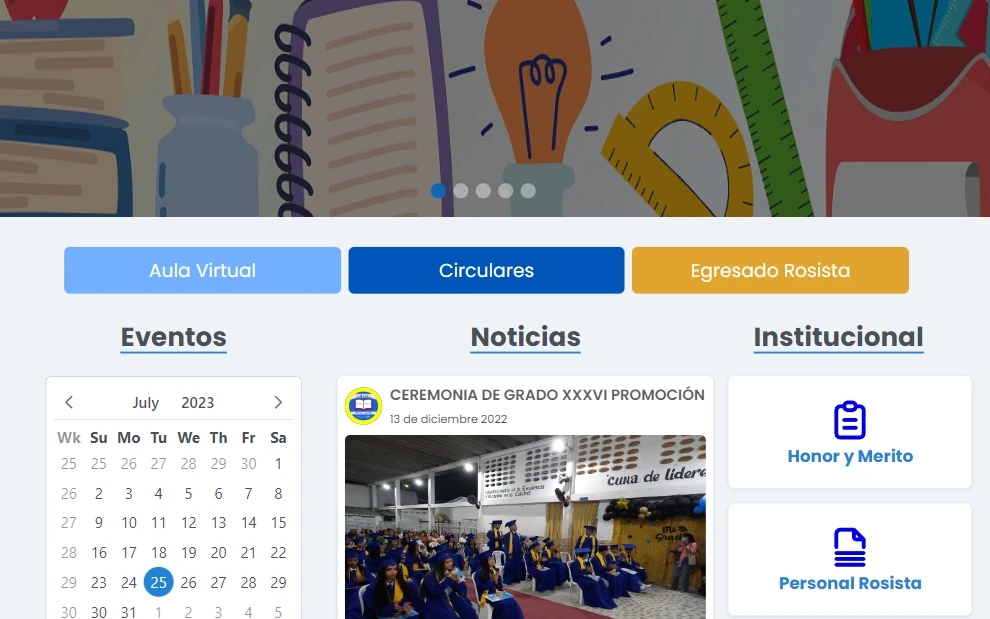 Aula Virtual
Circulares
Egresado Rosista
Eventos
Noticias
Institucional
July 2023
Wk Su Mo Tu We Th Fr Sa
25 25 26 27 28 29 30 1
26 2 3 4 5 6 7 8
27 9 10 11 12 13 14 15
28 16 17 18 19 20 21 22
29 23 24 25 26 27 28 29
30 30 31 1 2 3 4 5
CEREMONIA DE GRADO XXXVI PROMOCIÓN
13 de diciembre 2022
"cuna de lidere
Mi
Grado
Honor y Merito
Personal Rosista